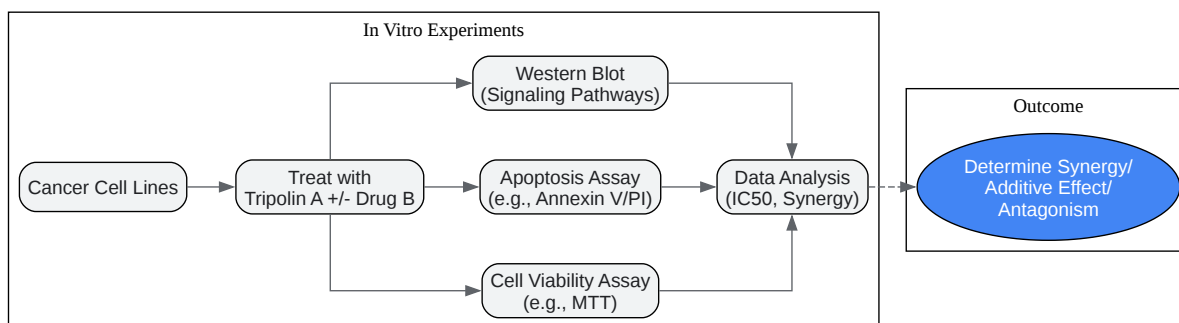 In Vitro Experiments
Western Blot
(Signaling Pathways)
Outcome
Cancer Cell Lines
Treat with
Tripolin A +/- Drug B
Apoptosis Assay
(e.g., Annexin V/PI)
Data Analysis
(IC50, Synergy)
Determine Synergy/
Additive Effect/
Antagonism
Cell Viability Assay
(e.g., MTT)